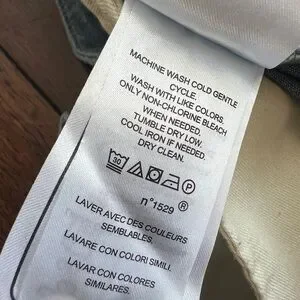 MACHINE WASH COLD GENTLE
CYCLE.
WASH WITH LIKE COLORS.
ONLY NON-CHLORINE BLEACH
WHEN NEEDED.
TUMBLE DRY LOW.
COOL IRON IF NEEDED.
DRY CLEAN.
30 P
n°1529 ®
LAVER AVEC DES COULEURS
SEMBLABLES.
LAVARE CON COLORI SIMILI.
LAVAR CON COLORES
SIMILARES.